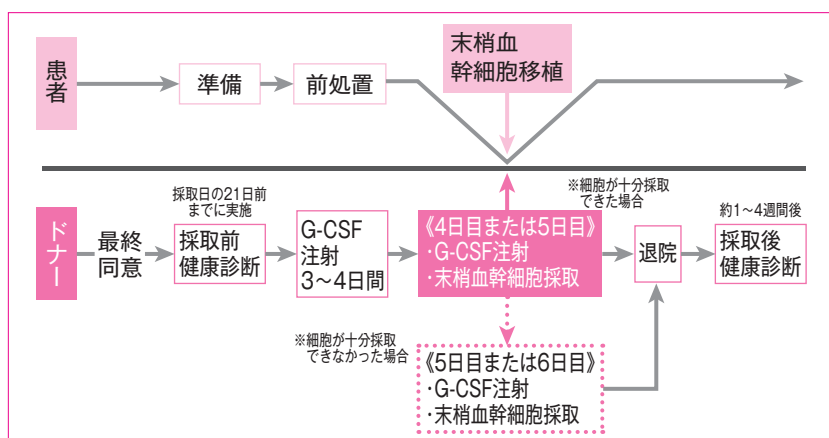 患者
準備
前処置
末梢血
幹細胞移植
ドナー
最終
同意
採取日の21日前
までに実施
採取前
健康診断
G-CSF
注射
3〜4日間
《4日目または5日目》
・G-CSF注射
・末梢血幹細胞採取
※細胞が十分採取
できた場合
退院
約1〜4週間後
採取後
健康診断
※細胞が十分採取
できなかった場合
《5日目または6日目》
・G-CSF注射
・末梢血幹細胞採取